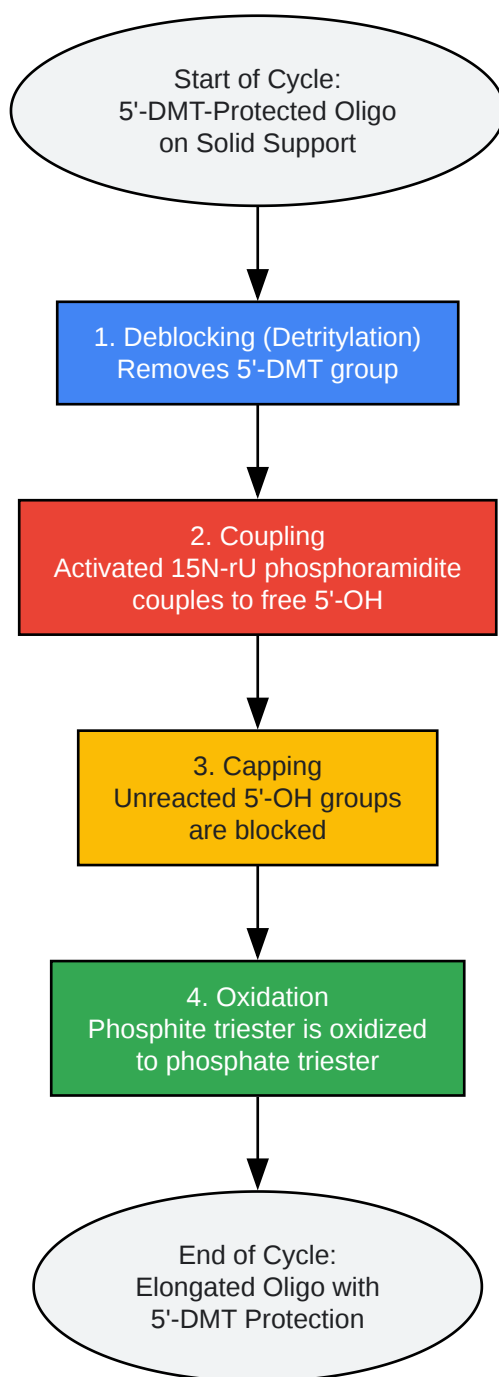 Start of Cycle:
5'-DMT-Protected Oligo
on Solid Support
1. Deblocking (Detritylation)
Removes 5'-DMT group
2. Coupling
Activated 15N-rU phosphoramidite
couples to free 5'-OH
3. Capping
Unreacted 5'-OH groups
are blocked
4. Oxidation
Phosphite triester is oxidized
to phosphate triester
End of Cycle:
Elongated Oligo with
5'-DMT Protection